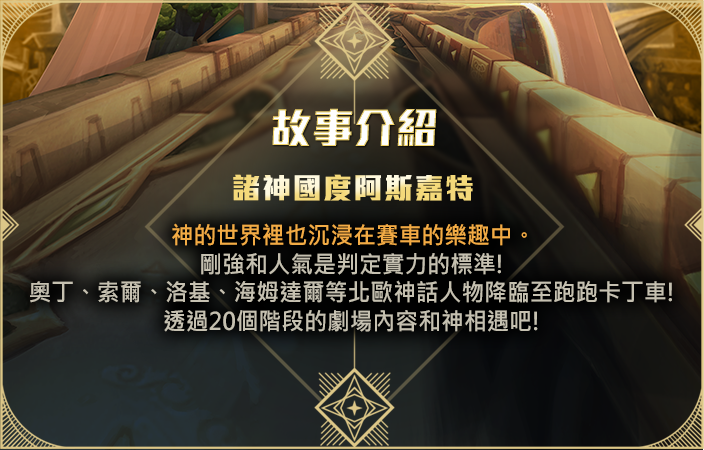 故事介紹
諸神國度阿斯嘉特
神的世界裡也沉浸在賽車的樂趣中。
剛強和人氣是判定實力的標準!
奧丁、索爾、洛基、海姆達爾等北歐神話人物降臨至跑跑卡丁車!
透過20個階段的劇場內容和神相遇吧!